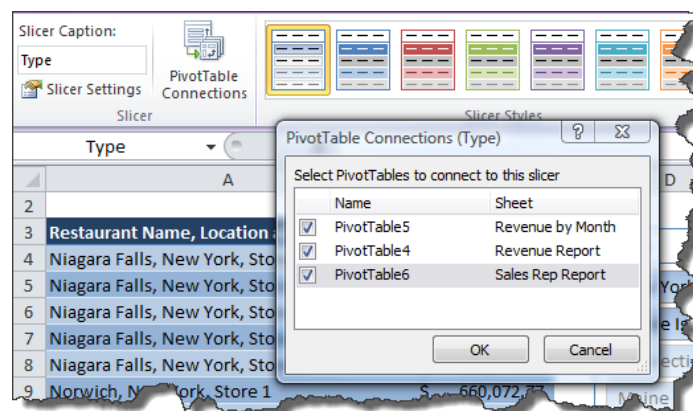 Slicer Caption:
Type
Slicer Settings
PivotTable
Connections
Slicer
Slicer Styles
Type
PivotTable Connections (Type)
?
Select PivotTables to connect to this slicer
Name Sheet
PivotTable5 Revenue by Month
PivotTable4 Revenue Report
PivotTable6 Sales Rep Report
OK Cancel
A D
2
3 Restaurant Name, Location
4 Niagara Falls, New York, Sto
5 Niagara Falls, New York, Sto
6 Niagara Falls, New York, Sto
7 Niagara Falls, New York, Sto
8 Niagara Falls, New York, Sto
9 Norwich, New York, Store 1 $ 660,072.77
Maine